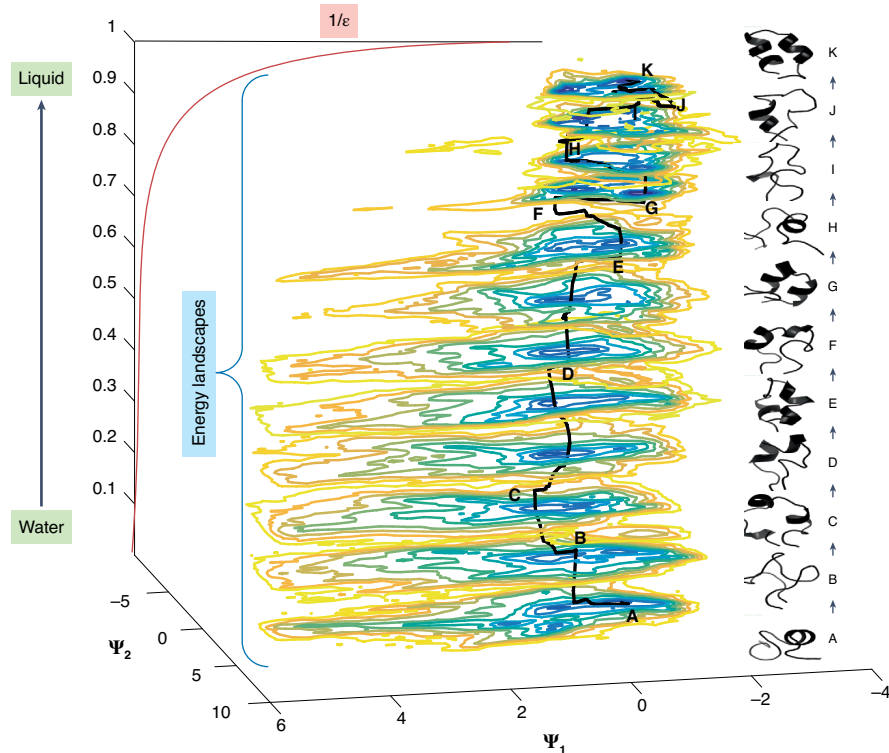 1/ε
1
0.9
0.8
0.7
0.6
0.5
0.4
0.3
0.2
0.1
Liquid
Water
Energy landscapes
K
J
I
H
G
F
E
D
C
B
A
K
J
I
H
G
F
E
D
C
B
A
−5
0
5
10
Ψ2
6
4
2
0
−2
−4
Ψ1